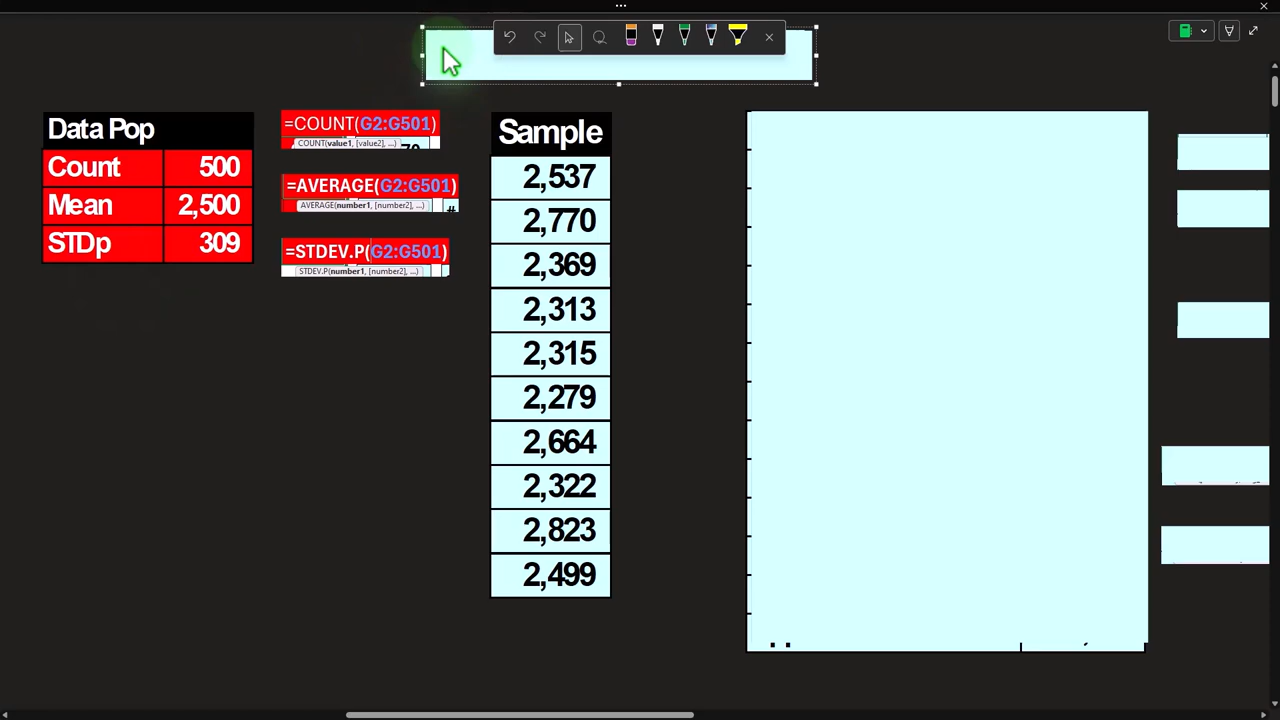 Data Pop
Count 500
Mean 2,500
STDp 309
=COUNT(G2:G501)
COUNT(value1, [value2], ...)
=AVERAGE(G2:G501)
AVERAGE(number1, [number2], ...)
#
=STDEV.P(G2:G501)
STDEV.P(number1, [number2], ...)
Sample
2,537
2,770
2,369
2,313
2,315
2,279
2,664
2,322
2,823
2,499